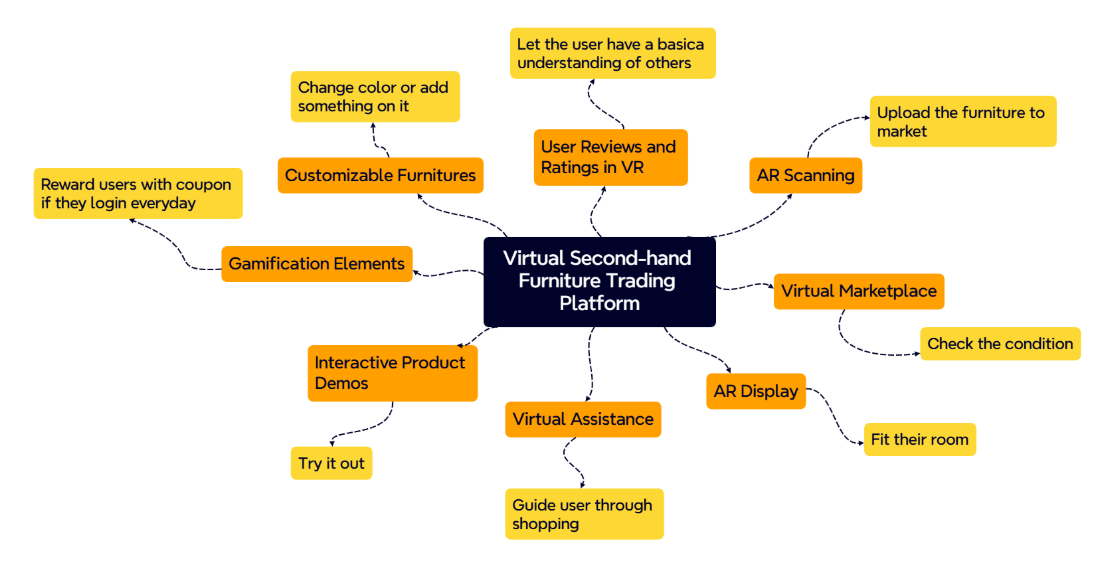 Let the user have a basica
understanding of others
Change color or add
something on it
Upload the furniture to
market
User Reviews and
Ratings in VR
Customizable Furnitures
AR Scanning
Reward users with coupon
if they login everyday
Gamification Elements
Virtual Second-hand
Furniture Trading
Platform
Virtual Marketplace
Check the condition
Interactive Product
Demos
AR Display
Virtual Assistance
Fit their room
Try it out
Guide user through
shopping